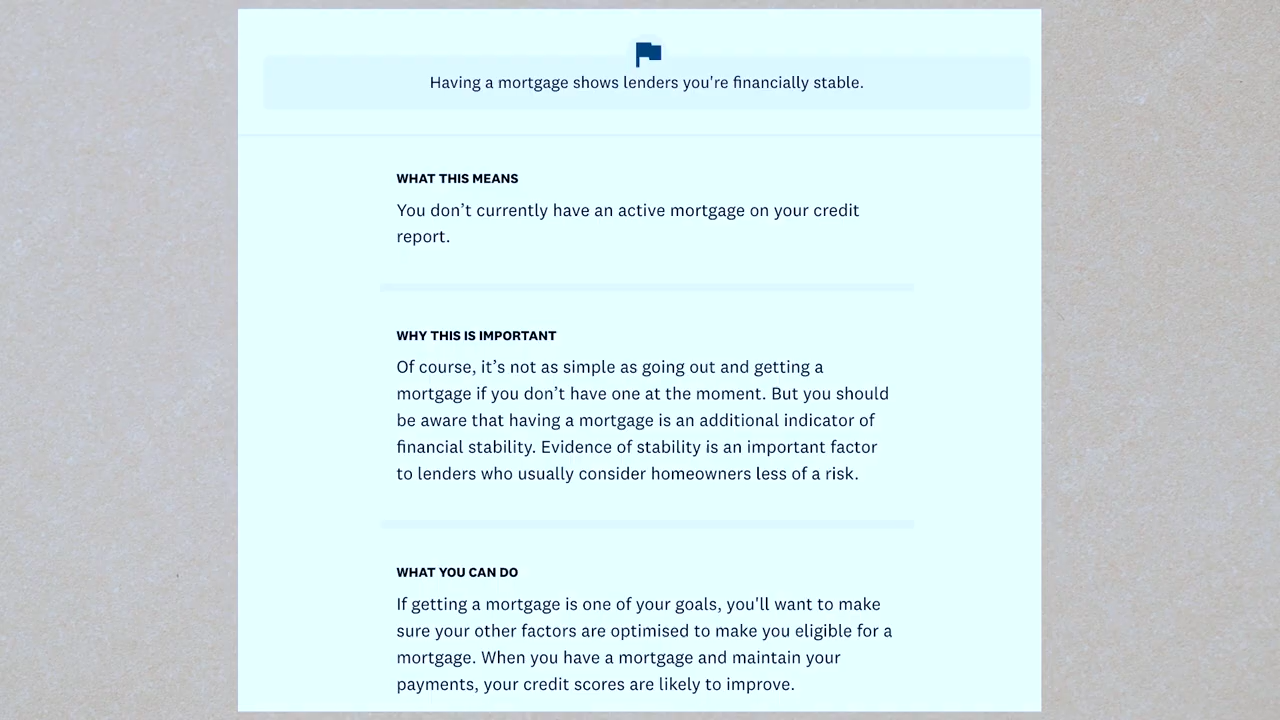 Having a mortgage shows lenders you're financially stable.
WHAT THIS MEANS
You don’t currently have an active mortgage on your credit
report.
WHY THIS IS IMPORTANT
Of course, it’s not as simple as going out and getting a
mortgage if you don’t have one at the moment. But you should
be aware that having a mortgage is an additional indicator of
financial stability. Evidence of stability is an important factor
to lenders who usually consider homeowners less of a risk.
WHAT YOU CAN DO
If getting a mortgage is one of your goals, you'll want to make
sure your other factors are optimised to make you eligible for a
mortgage. When you have a mortgage and maintain your
payments, your credit scores are likely to improve.